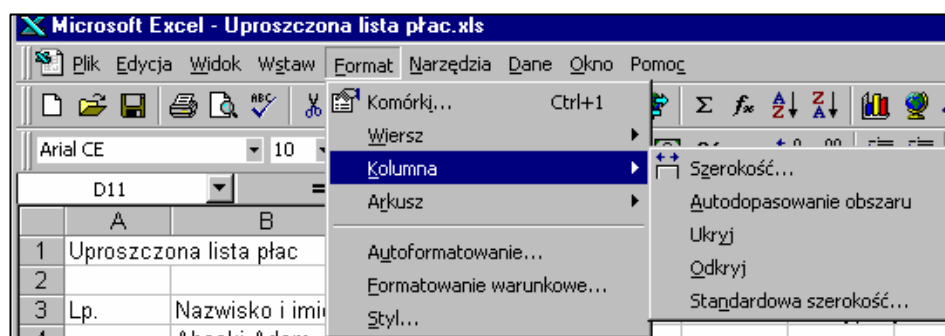 Microsoft Excel - Uproszczona lista płac.xls
Plik Edycja Widok Wstaw Format Narzędzia Dane Okno Pomoc
Komórki... Ctrl+1
Wiersz
Arial CE 10
Kolumna
Szerokość...
D11 =
Arkusz
Autodopasowanie obszaru
A B
Ukryj
1 Uproszczona lista płac
Autoformatowanie...
Odkryj
2
Formatowanie warunkowe...
3 Lp. Nazwisko i
Styl...
Standardowa szerokość...